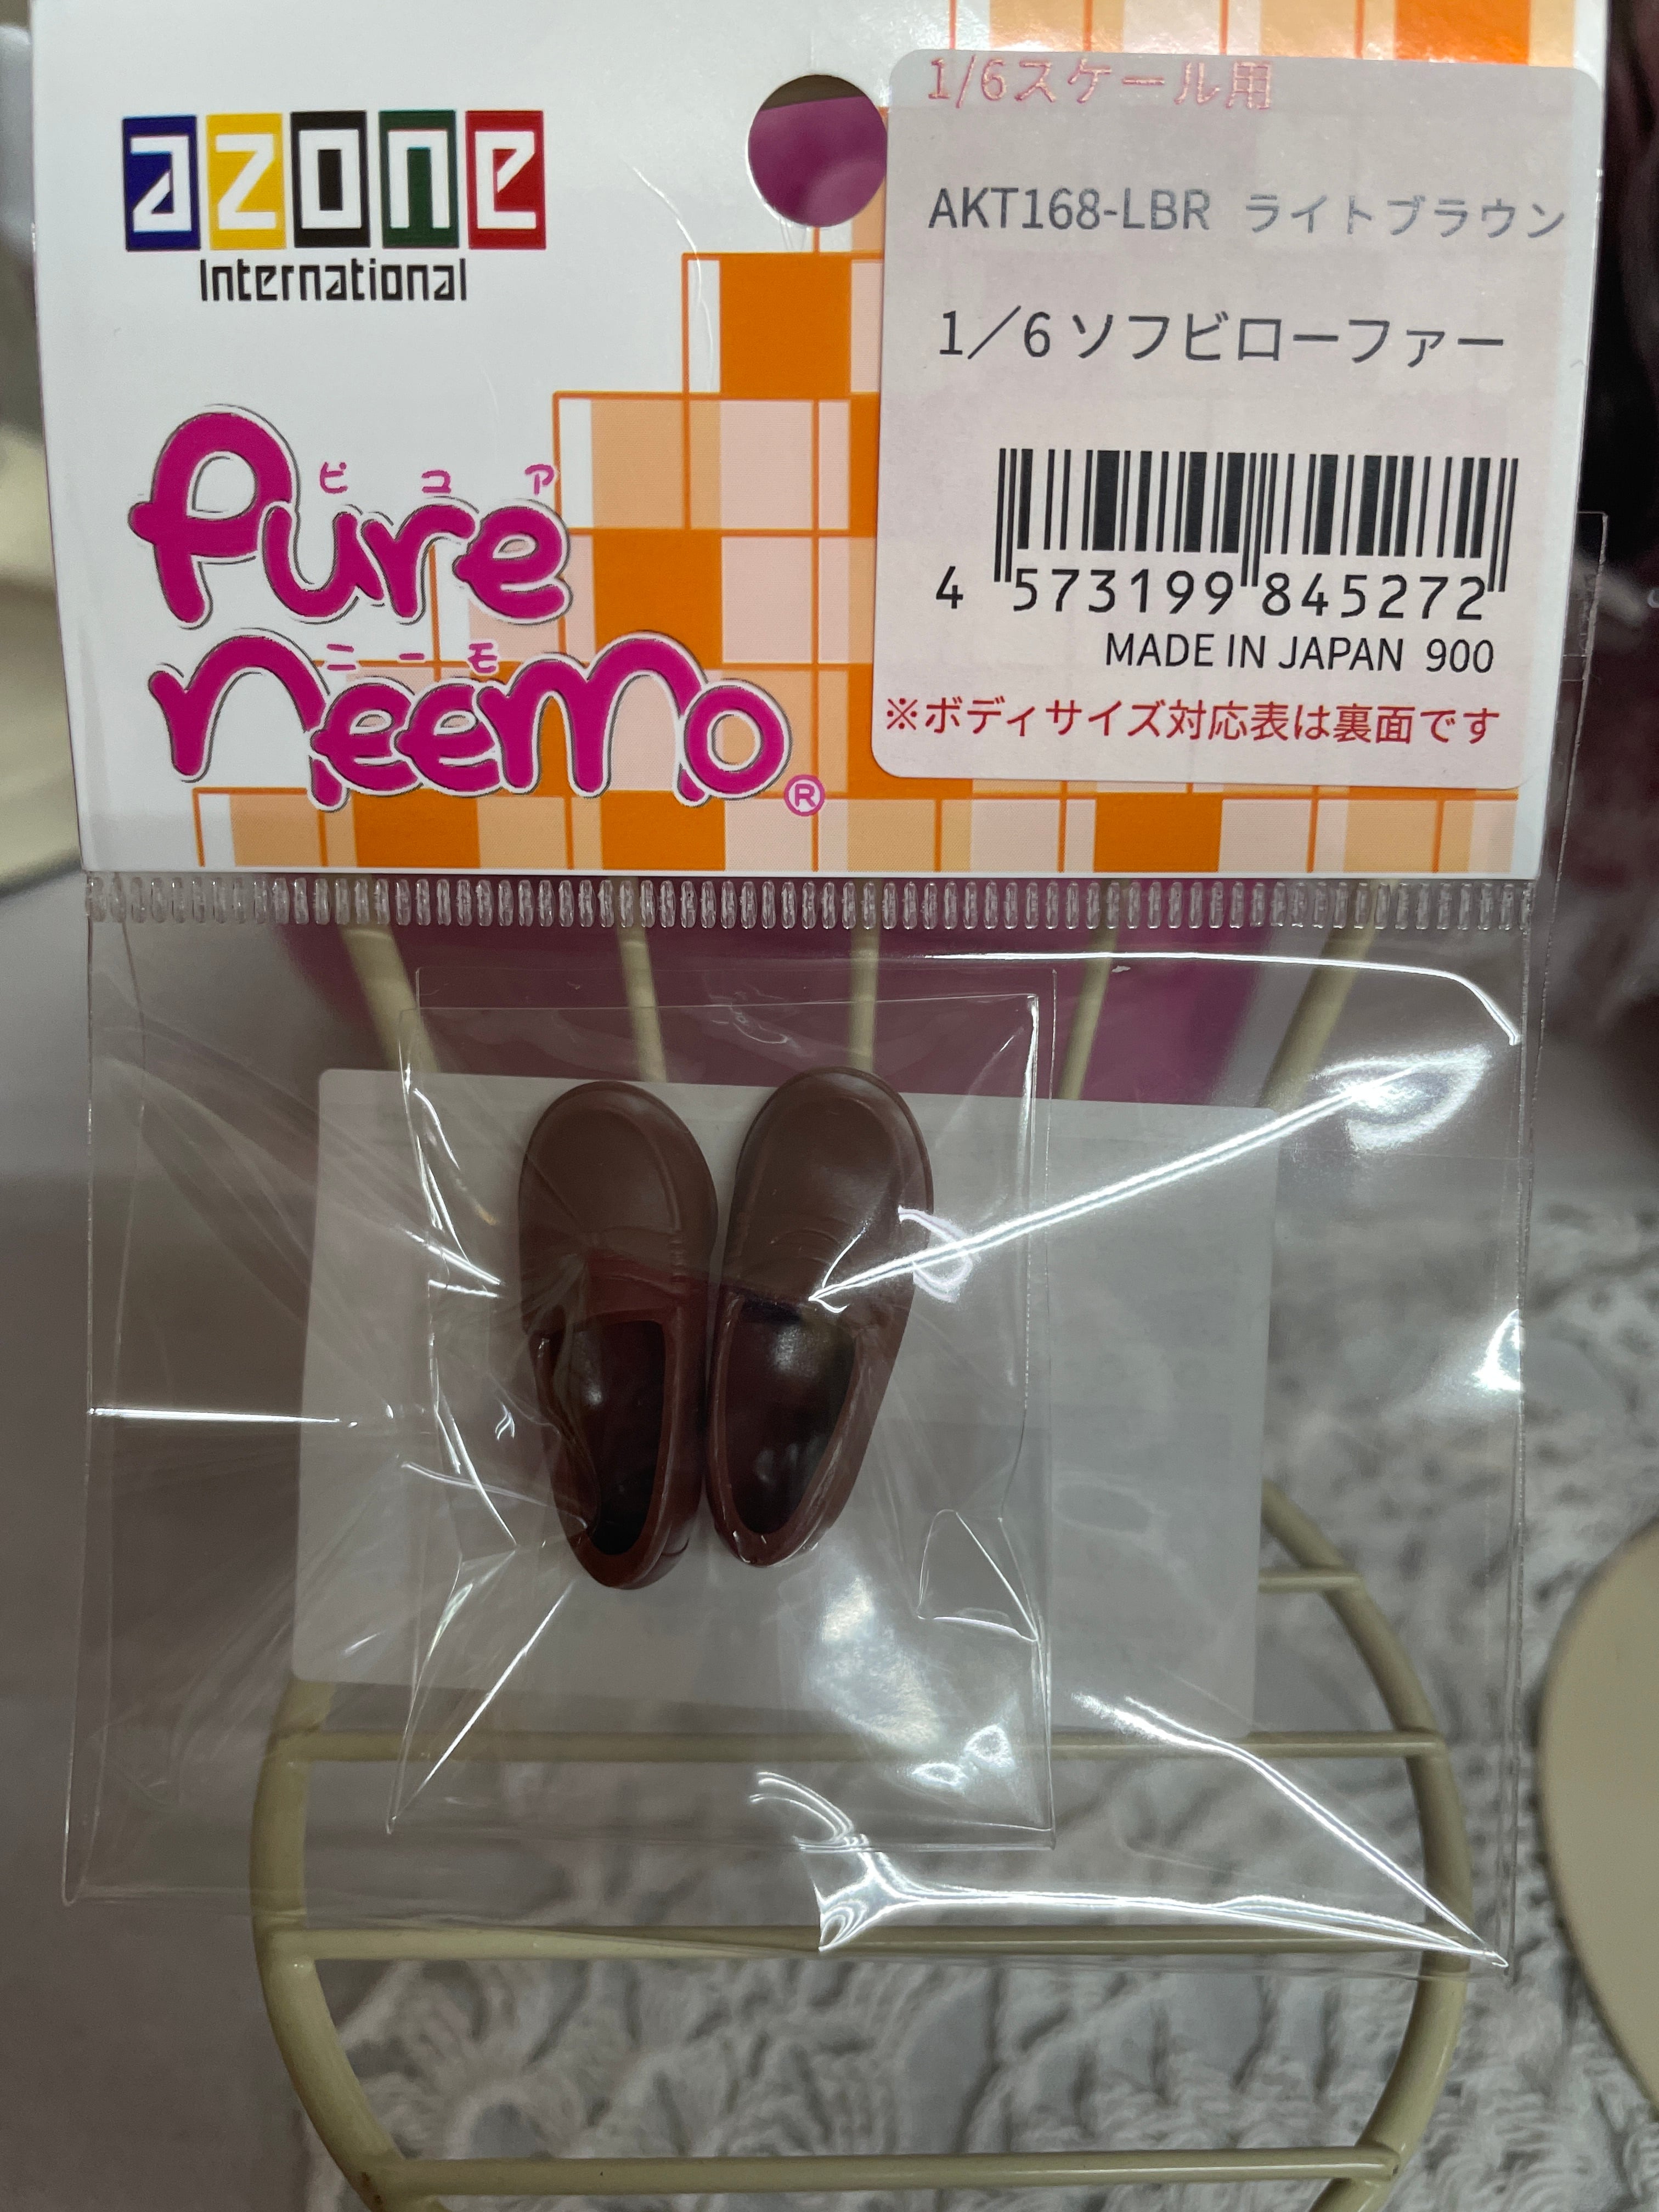 azone
International
ピュア
Pure
ニーモ
neemo®
1/6スケール用
AKT168-LBR ライトブラウン
1／6 ソフビローファー
4 573199 845272
MADE IN JAPAN 900
※ボディサイズ対応表は裏面です